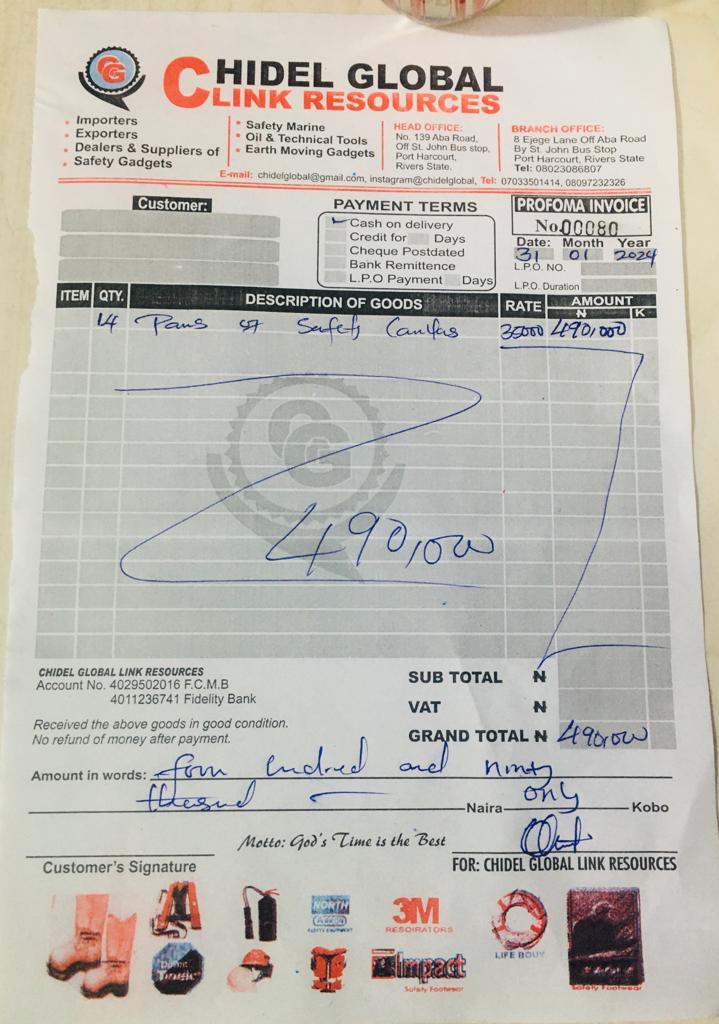 CHIDEL GLOBAL
LINK RESOURCES
• Importers
• Exporters
• Dealers & Suppliers of
• Safety Gadgets
• Safety Marine
• Oil & Technical Tools
• Earth Moving Gadgets
HEAD OFFICE:
No. 139 Aba Road,
Off St. John Bus stop,
Port Harcourt,
Rivers State.
BRANCH OFFICE:
8 Ejege Lane Off Aba Road
By St. John Bus Stop
Port Harcourt, Rivers State
Tel: 08023086807
E-mail: chidelglobal@gmail.com, instagram@chidelglobal, Tel: 07033501414, 08097232326
Customer:
PAYMENT TERMS
Cash on delivery
Credit for Days
Cheque Postdated
Bank Remittance
L.P.O Payment Days
PROFOMA INVOICE
No.00080
Date: Month Year
31 01 2024
L.P.O. NO.
L.P.O. Duration
ITEM QTY. DESCRIPTION OF GOODS RATE AMOUNT
₦ K
14 Safety 35000 490,000
490,000
CHIDEL GLOBAL LINK RESOURCES
Account No. 4029502016 F.C.M.B
4011236741 Fidelity Bank
Received the above goods in good condition.
No refund of money after payment.
SUB TOTAL ₦
VAT ₦
GRAND TOTAL ₦ 490,000
Amount in words: four hundred and ninty
thousand Naira only Kobo
Motto: God's Time is the Best
Customer's Signature
FOR: CHIDEL GLOBAL LINK RESOURCES
NORTH
3M
RESOIRATORS
LIFE BOUY
Impact
Safety Footwear
Safety Footwear